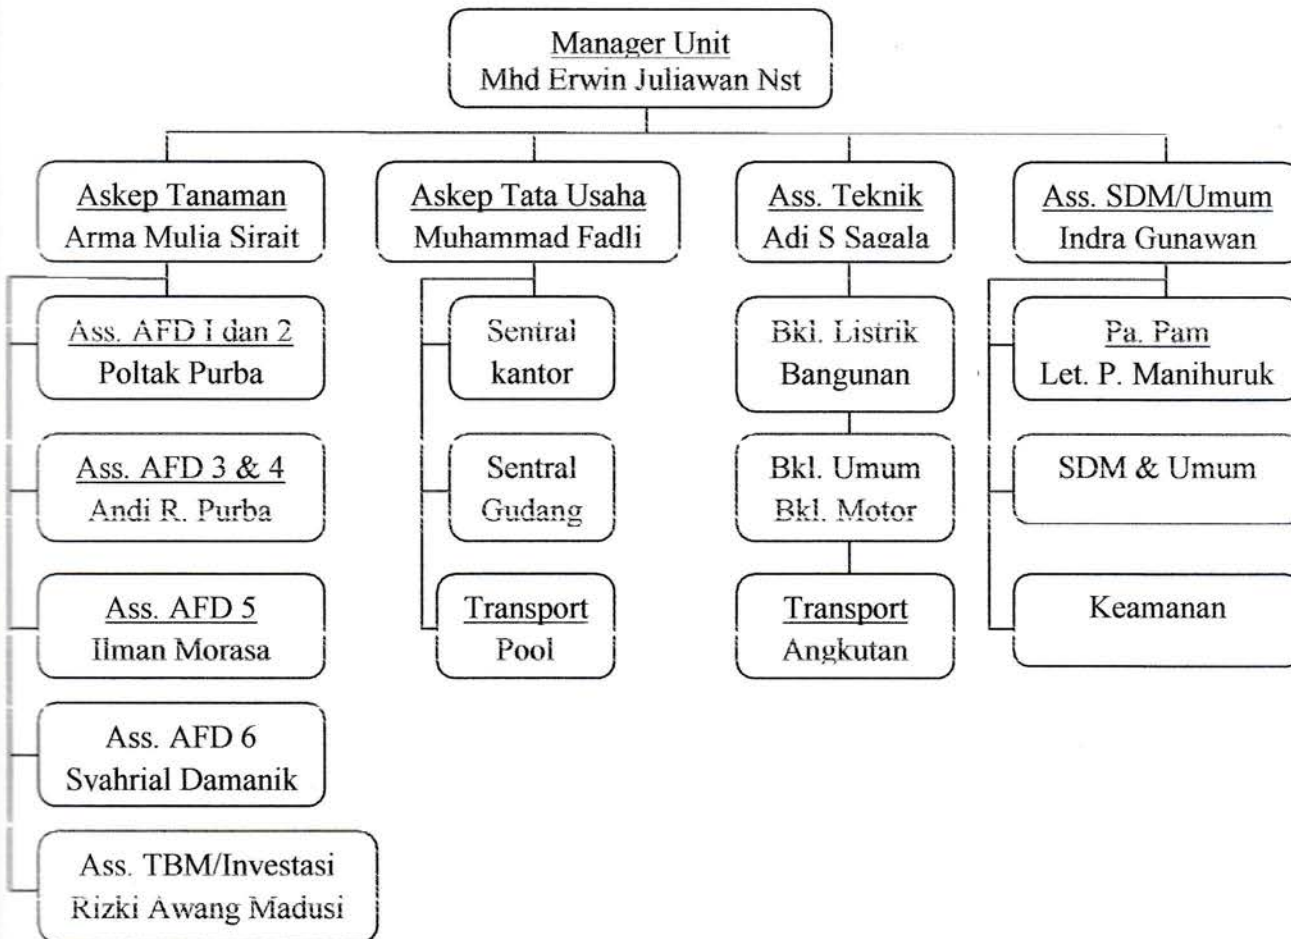 Manager Unit
Mhd Erwin Juliawan Nst
Askep Tanaman
Arma Mulia Sirait
Askep Tata Usaha
Muhammad Fadli
Ass. Teknik
Adi S Sagala
Ass. SDM/Umum
Indra Gunawan
Ass. AFD 1 dan 2
Poltak Purba
Sentral
kantor
Bkl. Listrik
Bangunan
Pa. Pam
Let. P. Manihuruk
Ass. AFD 3 & 4
Andi R. Purba
Sentral
Gudang
Bkl. Umum
Bkl. Motor
SDM & Umum
Ass. AFD 5
Ilman Morasa
Transport
Pool
Transport
Angkutan
Keamanan
Ass. AFD 6
Syahrial Damanik
Ass. TBM/Investasi
Rizki Awang Madusi